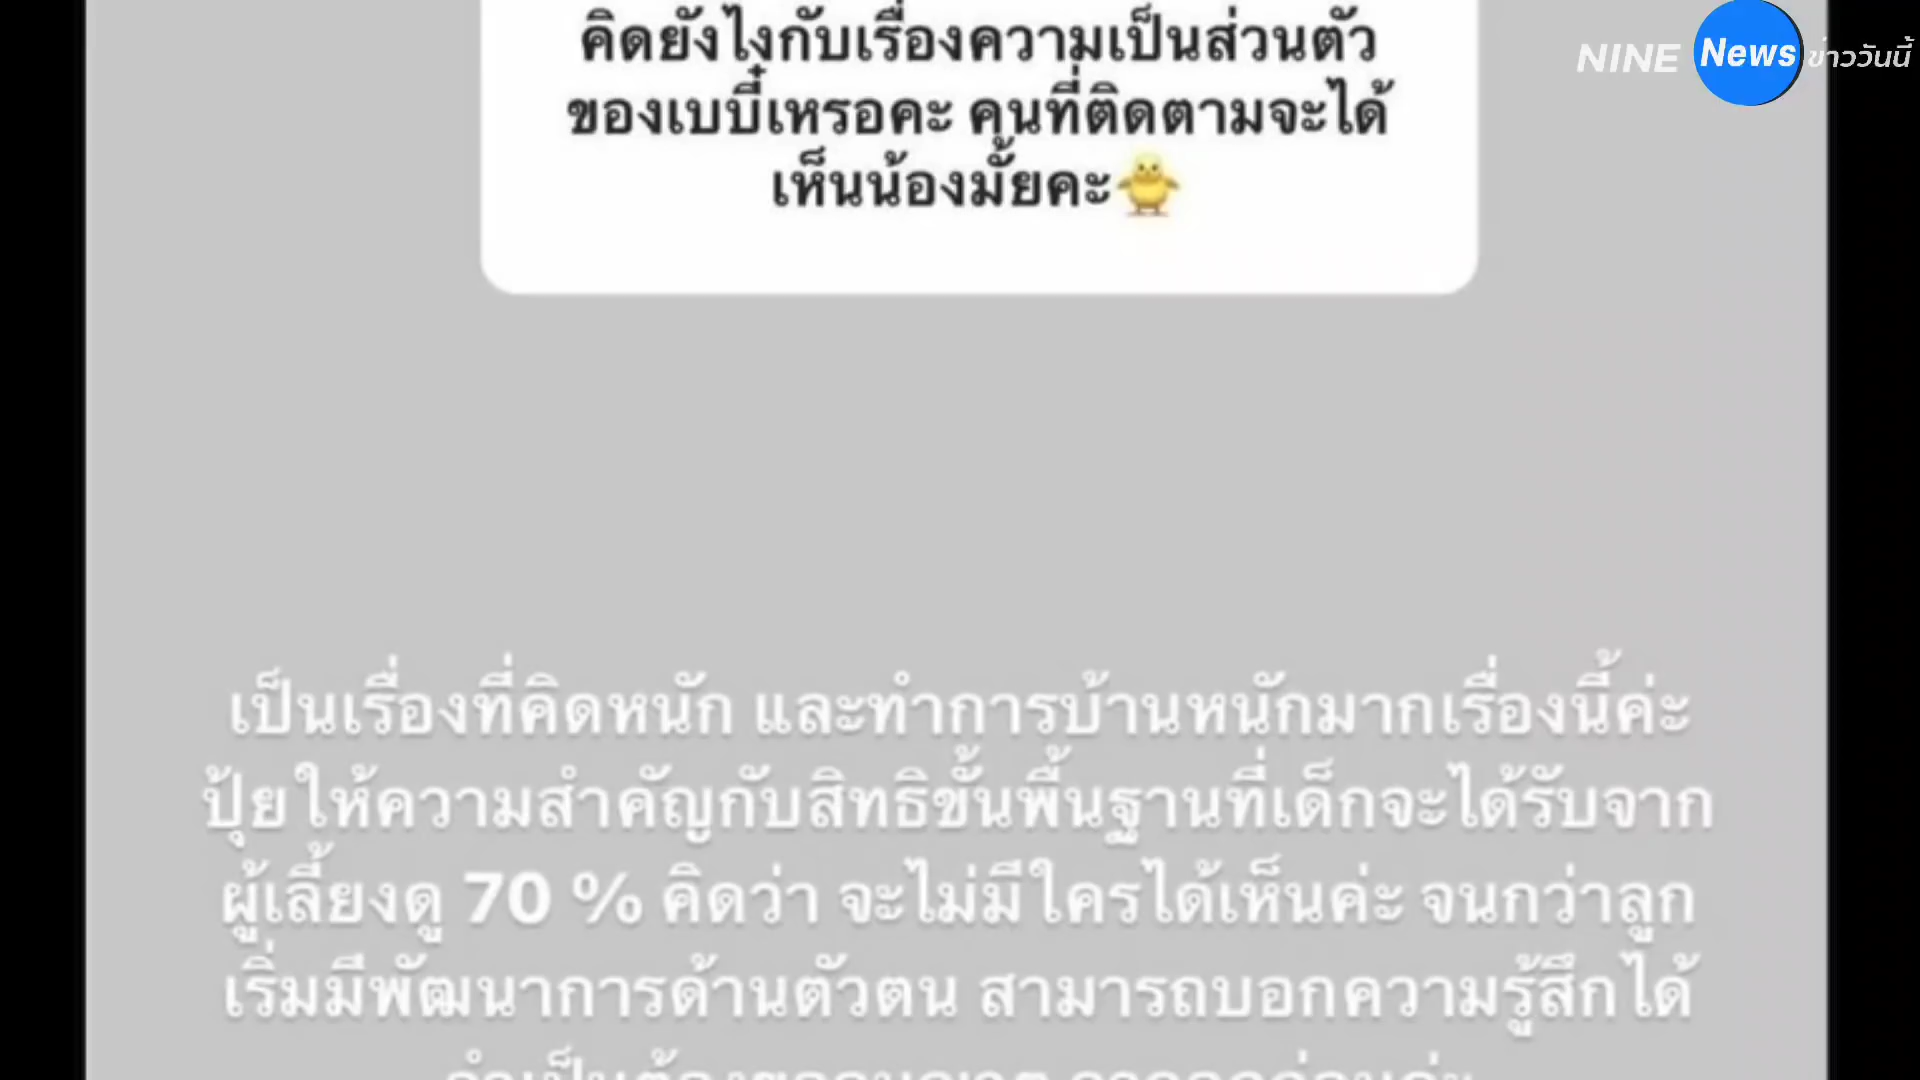 คิดยังไงกับเรื่องความเป็นส่วนตัว
ของเบบี๋เหรอคะ คนที่ติดตามจะได้
เห็นน้องมั้ยคะ🐥
NINE News ข่าววันนี้
เป็นเรื่องที่คิดหนัก และทำการบ้านหนักมากเรื่องนี้ค่ะ
ปุ้ยให้ความสำคัญกับสิทธิขั้นพื้นฐานที่เด็กจะได้รับจาก
ผู้เลี้ยงดู 70 % คิดว่า จะไม่มีใครได้เห็นค่ะ จนกว่าลูก
เริ่มมีพัฒนาการด้านตัวตน สามารถบอกความรู้สึกได้